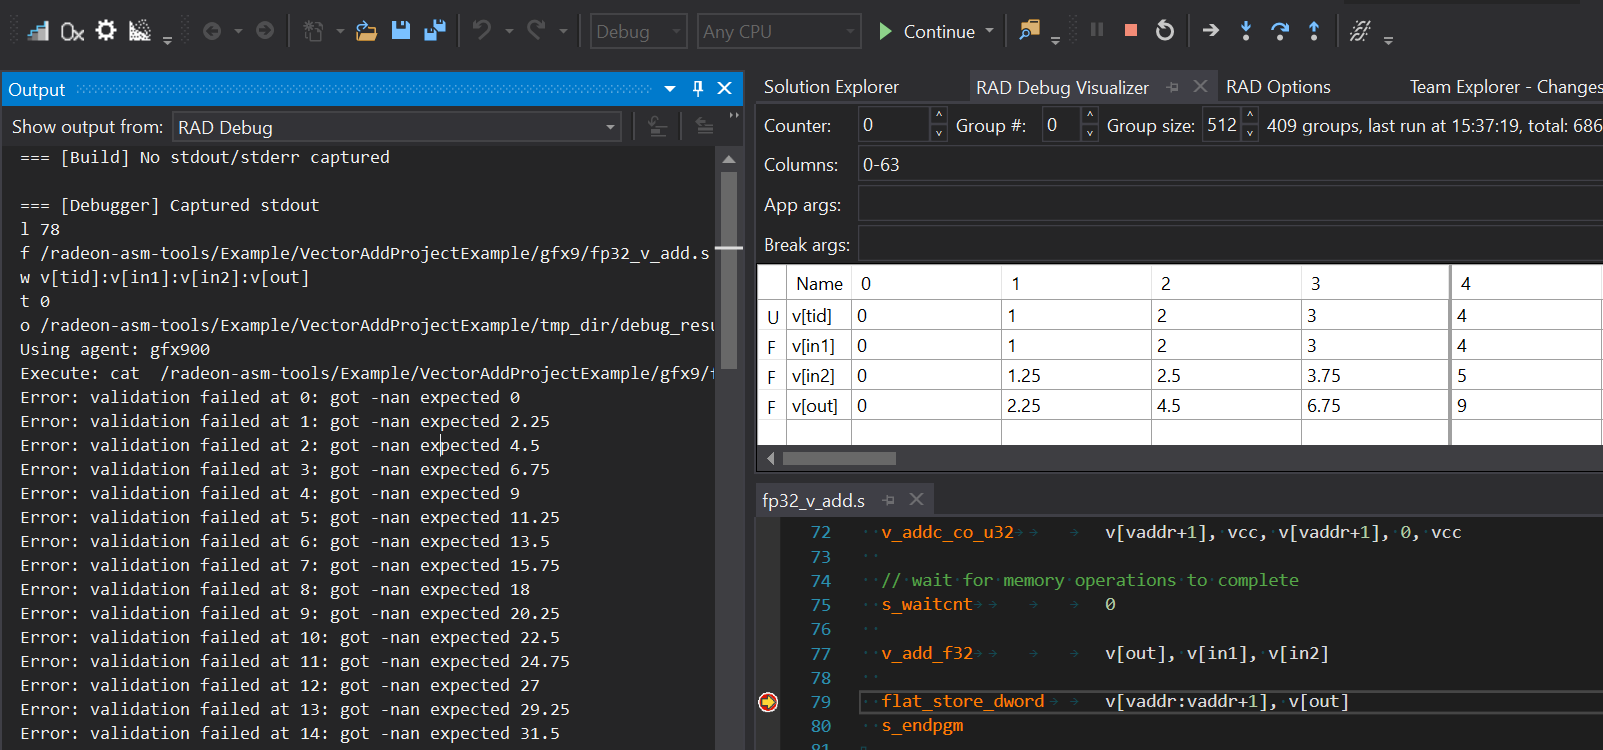 Debug
Any CPU
Continue
Output
Show output from:
RAD Debug
=== [Build] No stdout/stderr captured
=== [Debugger] Captured stdout
l 78
f /radeon-asm-tools/Example/VectorAddProjectExample/gfx9/fp32_v_add.s
w v[tid]:v[in1]:v[in2]:v[out]
t 0
o /radeon-asm-tools/Example/VectorAddProjectExample/tmp_dir/debug_resu
Using agent: gfx900
Execute: cat  /radeon-asm-tools/Example/VectorAddProjectExample/gfx9/f
Error: validation failed at 0: got -nan expected 0
Error: validation failed at 1: got -nan expected 2.25
Error: validation failed at 2: got -nan expected 4.5
Error: validation failed at 3: got -nan expected 6.75
Error: validation failed at 4: got -nan expected 9
Error: validation failed at 5: got -nan expected 11.25
Error: validation failed at 6: got -nan expected 13.5
Error: validation failed at 7: got -nan expected 15.75
Error: validation failed at 8: got -nan expected 18
Error: validation failed at 9: got -nan expected 20.25
Error: validation failed at 10: got -nan expected 22.5
Error: validation failed at 11: got -nan expected 24.75
Error: validation failed at 12: got -nan expected 27
Error: validation failed at 13: got -nan expected 29.25
Error: validation failed at 14: got -nan expected 31.5
Solution Explorer
RAD Debug Visualizer
RAD Options
Team Explorer - Changes
Counter: 0 Group #: 0 Group size: 512 409 groups, last run at 15:37:19, total: 686
Columns: 0-63
App args:
Break args:
Name 0 1 2 3 4
U v[tid] 0 1 2 3 4
F v[in1] 0 1 2 3 4
F v[in2] 0 1.25 2.5 3.75 5
F v[out] 0 2.25 4.5 6.75 9
fp32_v_add.s
72 v_addc_co_u32 v[vaddr+1], vcc, v[vaddr+1], 0, vcc
73
74 // wait for memory operations to complete
75 s_waitcnt 0
76
77 v_add_f32 v[out], v[in1], v[in2]
78
79 flat_store_dword v[vaddr:vaddr+1], v[out]
80 s_endpgm
81